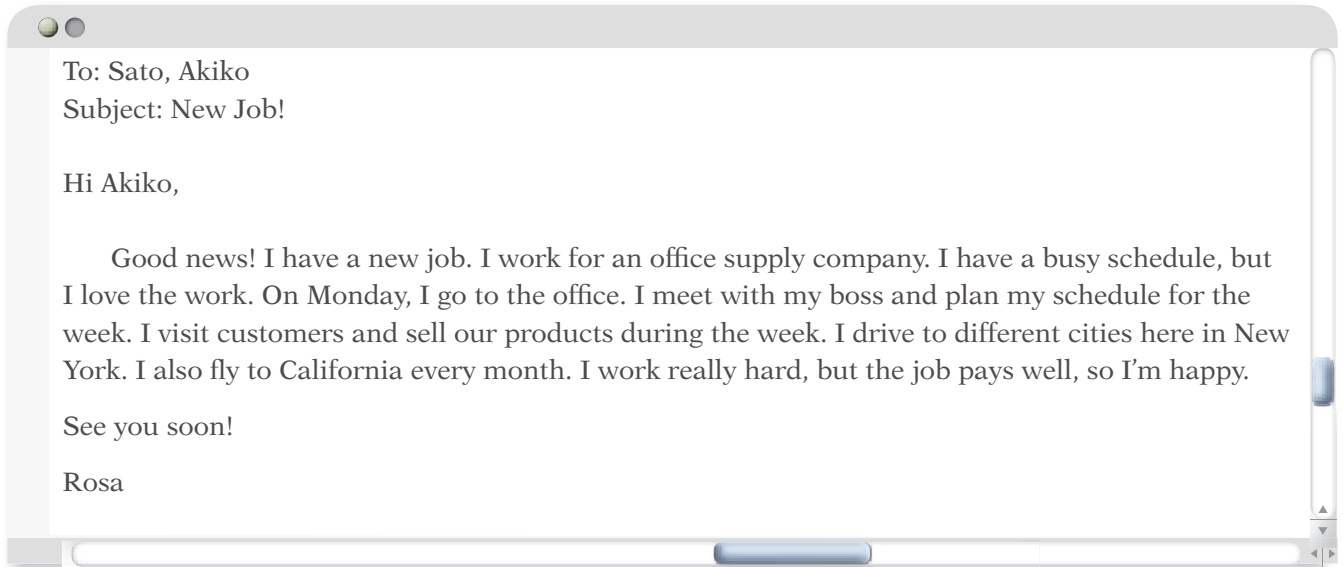 To: Sato, Akiko
Subject: New Job!
Hi Akiko,
Good news! I have a new job. I work for an office supply company. I have a busy schedule, but
I love the work. On Monday, I go to the office. I meet with my boss and plan my schedule for the
week. I visit customers and sell our products during the week. I drive to different cities here in New
York. I also fly to California every month. I work really hard, but the job pays well, so I’m happy.
See you soon!
Rosa